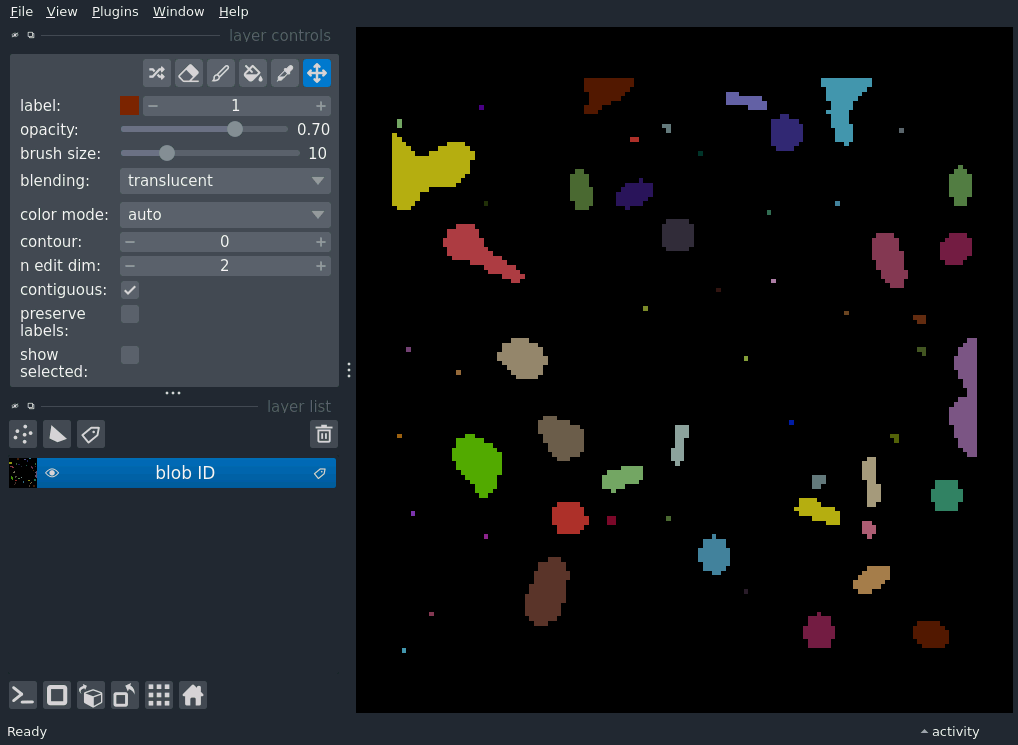 File View Plugins Window Help
layer controls
label: 1
opacity: 0.70
brush size: 10
blending: translucent
color mode: auto
contour: 0
n edit dim: 2
contiguous:
preserve
labels:
show
selected:
layer list
blob ID
Ready
activity